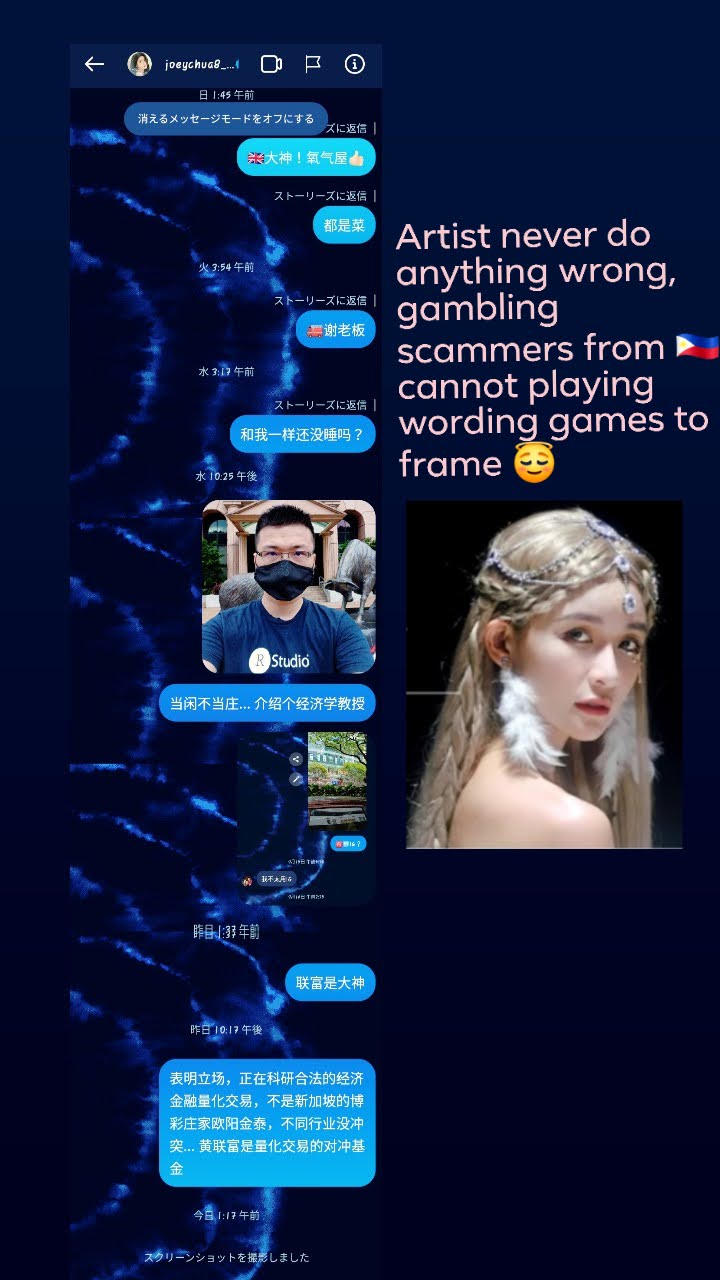 joeychua8_...
日 1:45 午前
消えるメッセージモードをオフにする
ズに返信
🇬🇧大神！氧气屋👍🏻
ストーリーズに返信
都是菜
火 3:54 午前
ストーリーズに返信
谢老板
水 3:17 午前
ストーリーズに返信
和我一样还没睡吗？
水 10:25 午後
R Studio
当闲不当庄... 介绍个经济学教授
我不太用IG
昨日 1:37 午前
联富是大神
昨日 10:17 午後
表明立场，正在科研合法的经济
金融量化交易，不是新加坡的博
彩庄家欧阳金泰，不同行业没冲
突... 黄联富是量化交易的对冲基
金
今日 1:17 午前
スクリーンショットを撮影しました
Artist never do
anything wrong,
gambling
scammers from 🇵🇭
cannot playing
wording games to
frame 😇